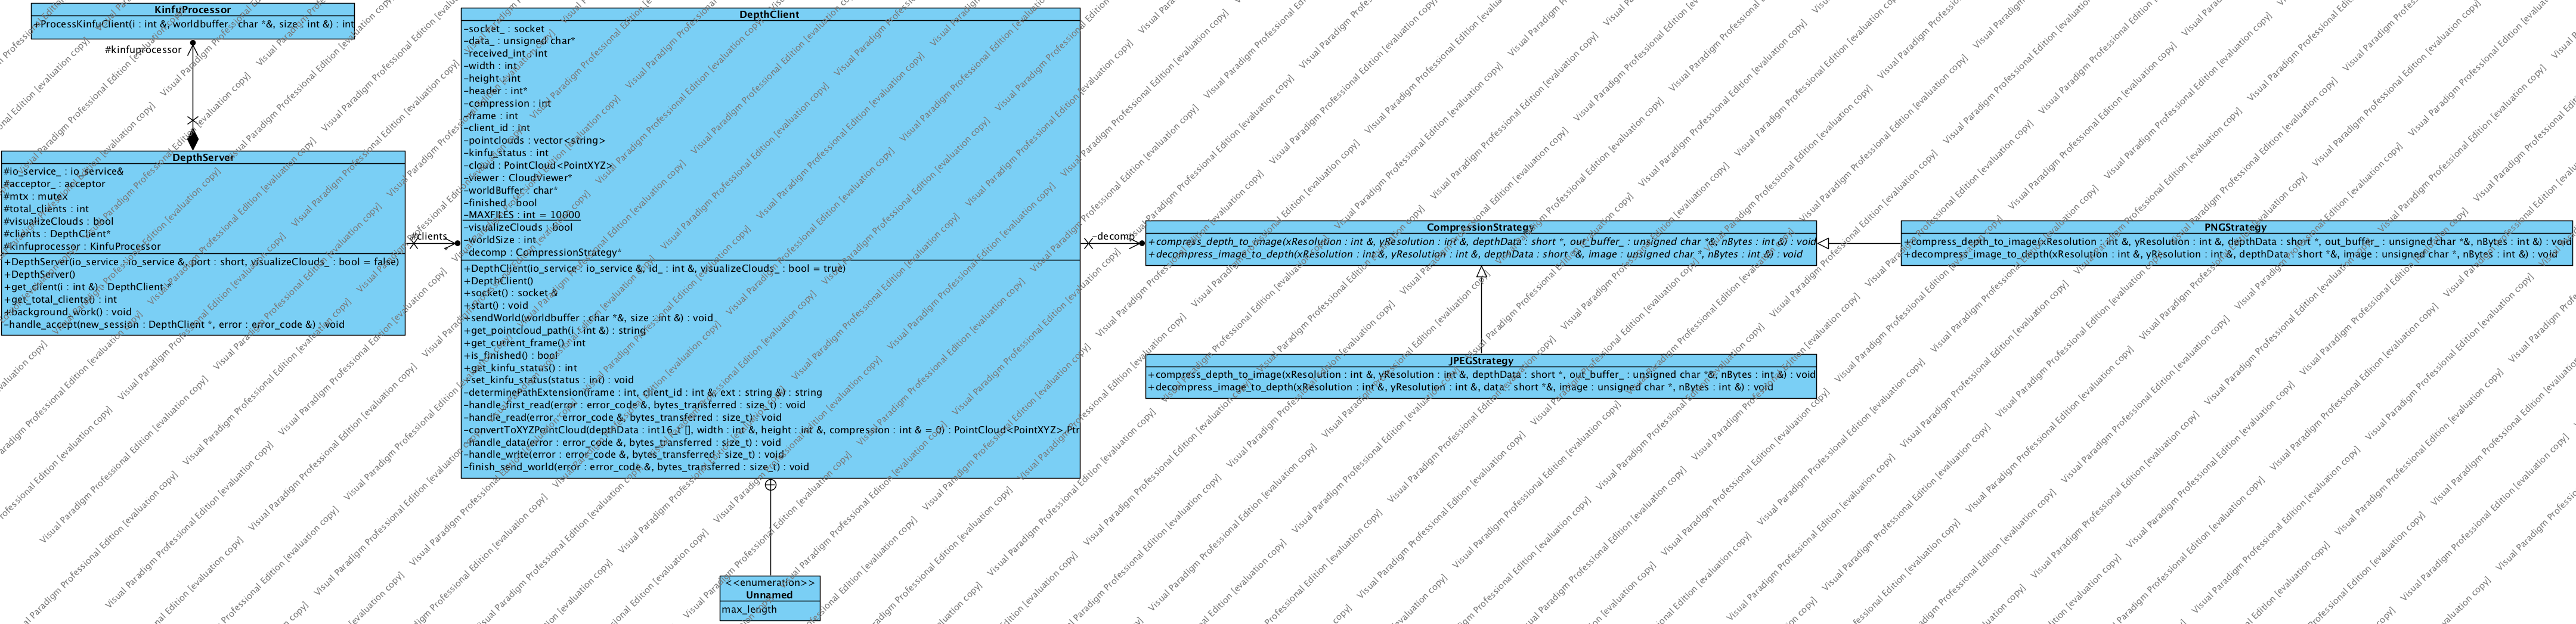 KinfuProcessor
+ProcessKinfuClient(i : int &, worldbuffer : char *&, size : int &) : int
#kinfuprocessor
DepthServer
#io_service_ : io_service&
#acceptor_ : acceptor
#mtx : mutex
#total_clients : int
#visualizeClouds : bool
#clients : DepthClient*
#kinfuprocessor : KinfuProcessor
+DepthServer(io_service : io_service &, port : short, visualizeClouds_ : bool = false)
+DepthServer()
+get_client(i : int &) : DepthClient *
+get_total_clients() : int
+background_work() : void
-handle_accept(new_session : DepthClient *, error : error_code &) : void
#clients
DepthClient
-socket_ : socket
-data_ : unsigned char*
-received_int : int
-width : int
-height : int
-header : int*
-compression : int
-frame : int
-client_id : int
-pointclouds : vector<string>
-kinfu_status : int
-cloud : PointCloud<PointXYZ>
-viewer : CloudViewer*
-worldBuffer : char*
-finished : bool
-MAXFILES : int = 10000
-visualizeClouds : bool
-worldSize : int
-decomp : CompressionStrategy*
+DepthClient(io_service : io_service &, id_ : int &, visualizeClouds_ : bool = true)
+DepthClient()
+socket() : socket &
+start() : void
+sendWorld(worldbuffer : char *&, size : int &) : void
+get_pointcloud_path(i : int &) : string
+get_current_frame() : int
+is_finished() : bool
+get_kinfu_status() : int
+set_kinfu_status(status : int) : void
-determinePathExtension(frame : int, client_id : int &, ext : string &) : string
-handle_first_read(error : error_code &, bytes_transferred : size_t) : void
-handle_read(error : error_code &, bytes_transferred : size_t) : void
-convertToXYZPointCloud(depthData : int16_t [], width : int &, height : int &, compression : int & = 0) : PointCloud<PointXYZ>.Ptr
-handle_data(error : error_code &, bytes_transferred : size_t) : void
-handle_write(error : error_code &, bytes_transferred : size_t) : void
-finish_send_world(error : error_code &, bytes_transferred : size_t) : void
<<enumeration>>
Unnamed
max_length
-decomp
CompressionStrategy
+compress_depth_to_image(xResolution : int &, yResolution : int &, depthData : short *, out_buffer_ : unsigned char *&, nBytes : int &) : void
+decompress_image_to_depth(xResolution : int &, yResolution : int &, depthData : short *&, image : unsigned char *, nBytes : int &) : void
JPEGStrategy
+compress_depth_to_image(xResolution : int &, yResolution : int &, depthData : short *, out_buffer_ : unsigned char *&, nBytes : int &) : void
+decompress_image_to_depth(xResolution : int &, yResolution : int &, data : short *&, image : unsigned char *, nBytes : int &) : void
PNGStrategy
+compress_depth_to_image(xResolution : int &, yResolution : int &, depthData : short *, out_buffer_ : unsigned char *&, nBytes : int &) : void
+decompress_image_to_depth(xResolution : int &, yResolution : int &, depthData : short *&, image : unsigned char *, nBytes : int &) : void
Visual Paradigm Professional Edition [evaluation copy]